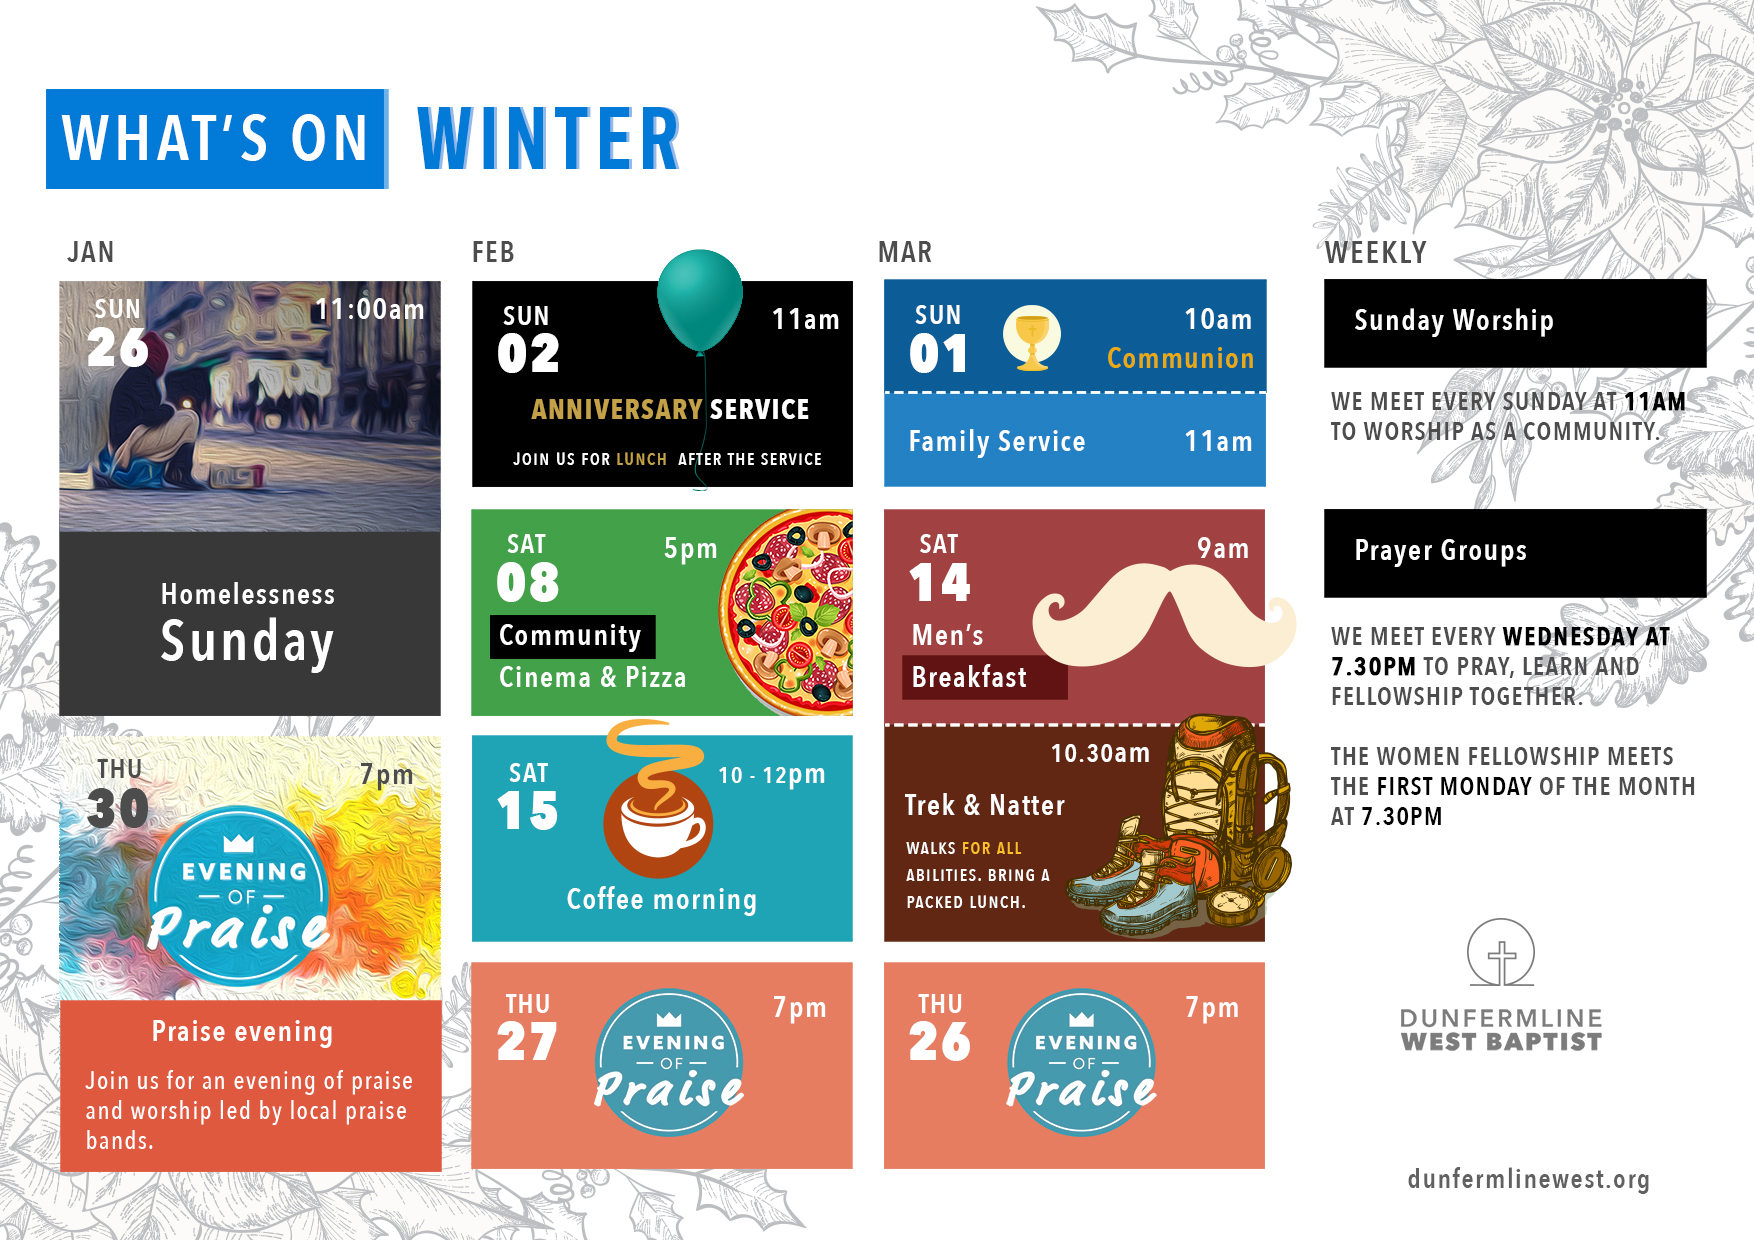 WHAT'S ON WINTER
JAN
SUN
26
11:00am
Homelessness
Sunday
THU
30
7pm
EVENING
OF
Praise
Praise evening
Join us for an evening of praise
and worship led by local praise
bands.
FEB
SUN
02
11am
ANNIVERSARY SERVICE
JOIN US FOR LUNCH AFTER THE SERVICE
SAT
08
5pm
Community
Cinema & Pizza
SAT
15
10 - 12pm
Coffee morning
THU
27
7pm
EVENING
OF
Praise
MAR
SUN
01
10am
Communion
Family Service 11am
SAT
14
9am
Men's
Breakfast
10.30am
Trek & Natter
WALKS FOR ALL
ABILITIES. BRING A
PACKED LUNCH.
THU
26
7pm
EVENING
OF
Praise
WEEKLY
Sunday Worship
WE MEET EVERY SUNDAY AT 11AM
TO WORSHIP AS A COMMUNITY.
Prayer Groups
WE MEET EVERY WEDNESDAY AT
7.30PM TO PRAY, LEARN AND
FELLOWSHIP TOGETHER.
THE WOMEN FELLOWSHIP MEETS
THE FIRST MONDAY OF THE MONTH
AT 7.30PM
DUNFERMLINE
WEST BAPTIST
dunfermlinewest.org